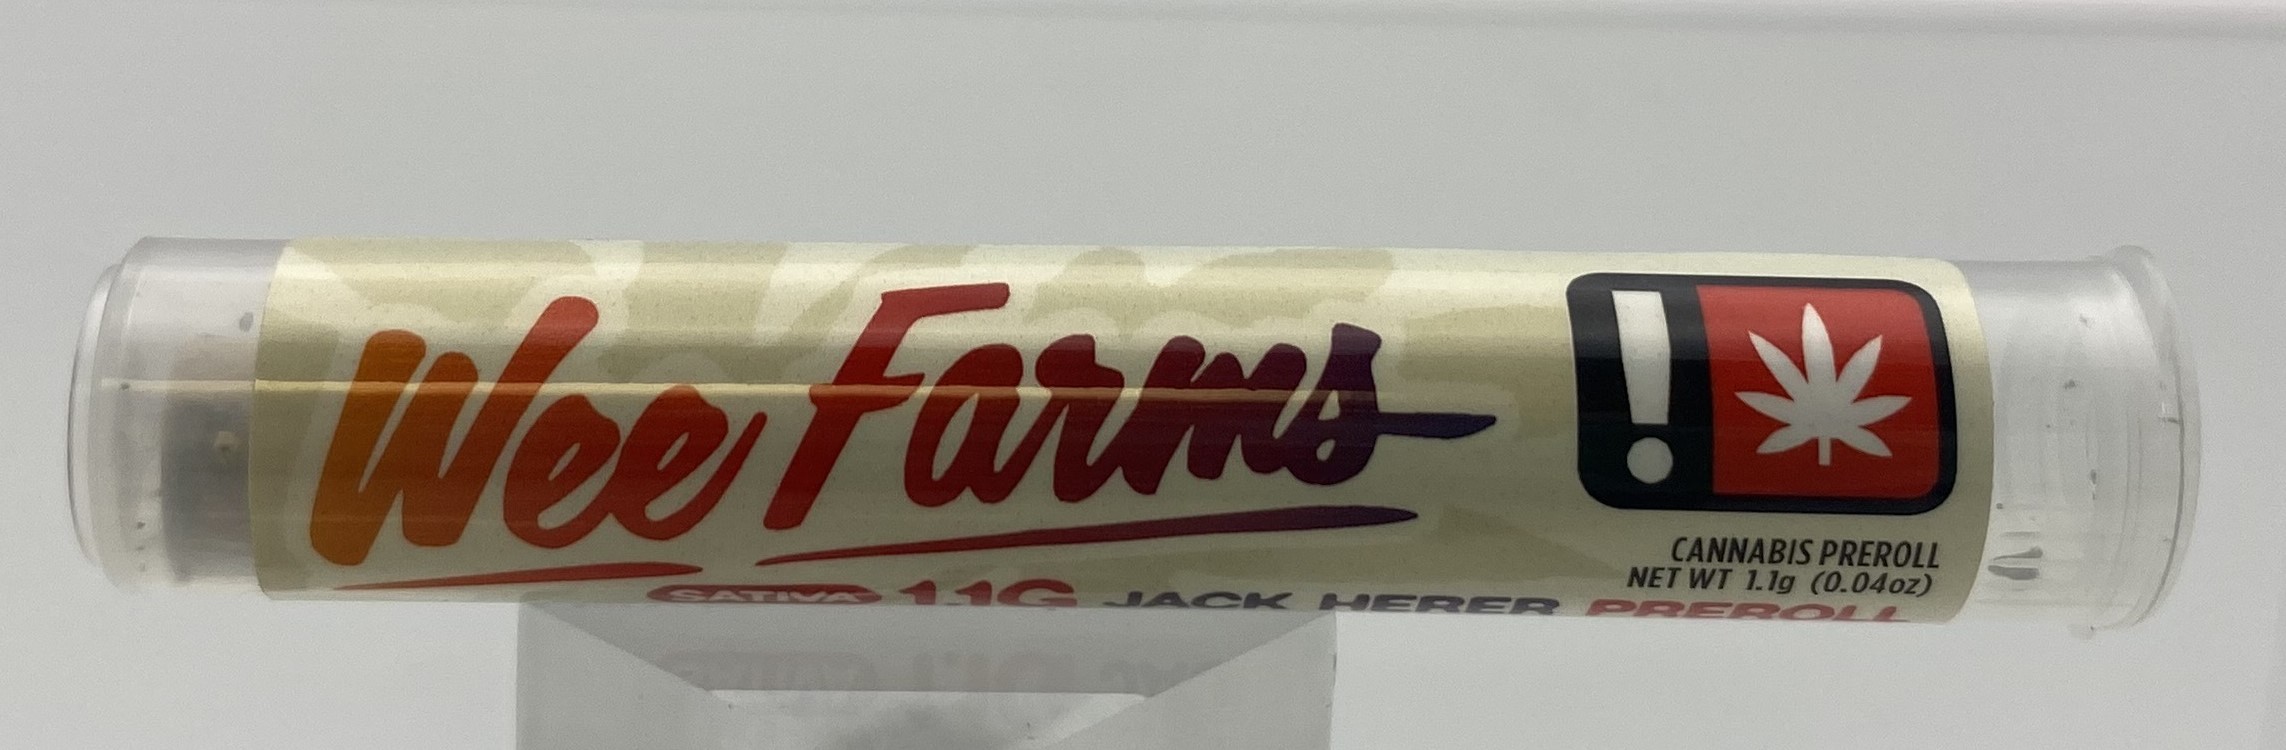 Wee Farms
!
CANNABIS PREROLL
NET WT 1.1g (0.04oz)
SATIVA 1.1G JACK HERER PREROLL